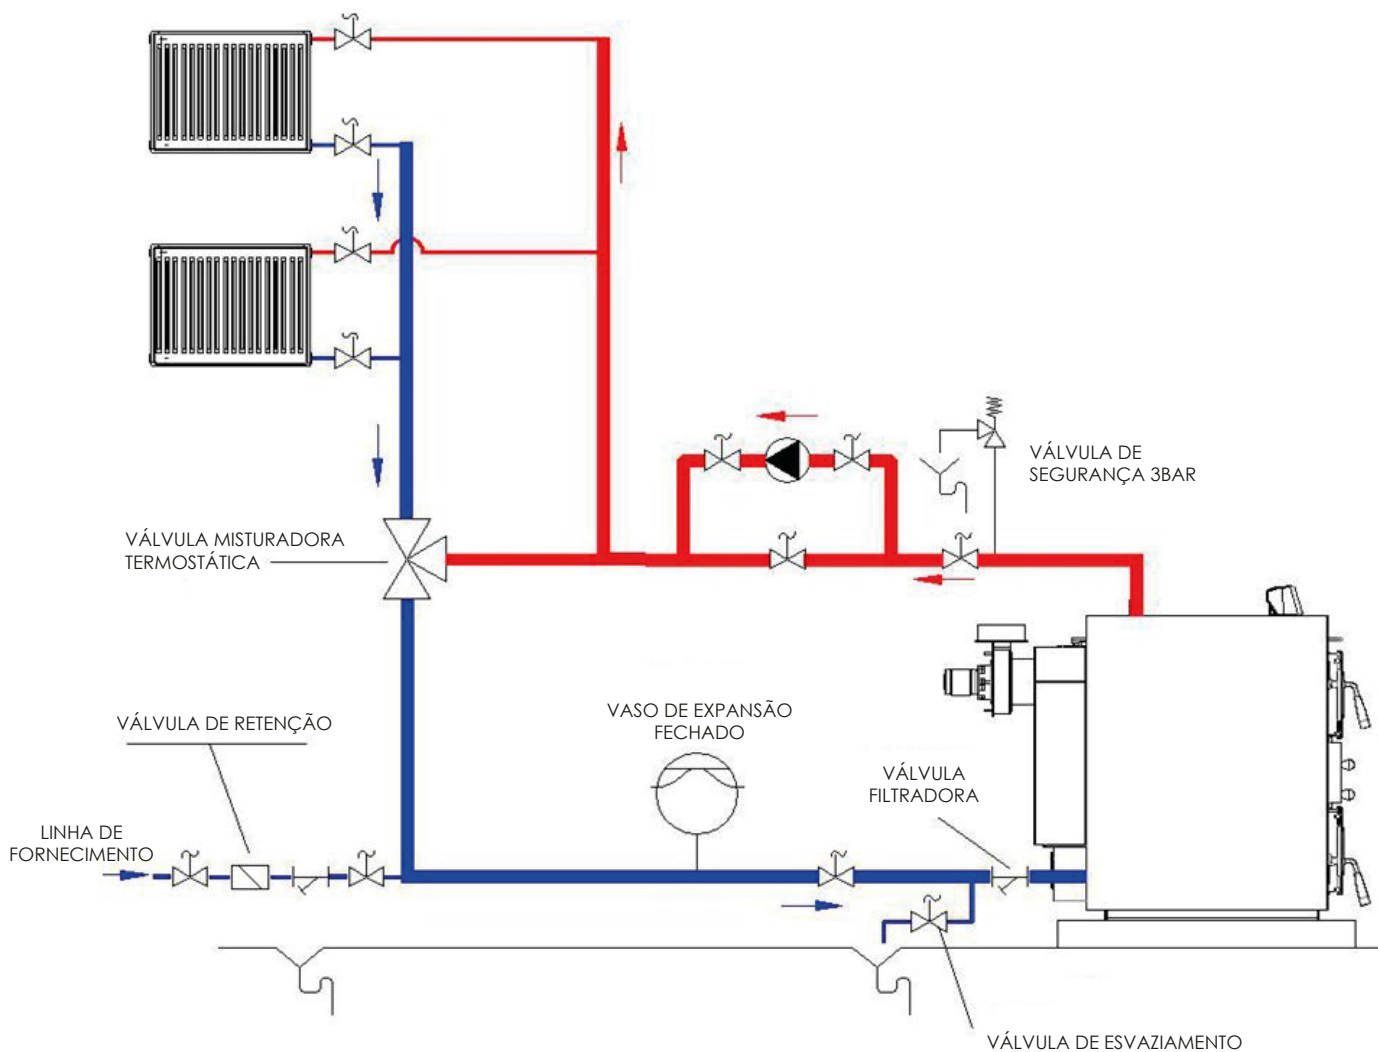 VÁLVULA DE
SEGURANÇA 3BAR
VÁLVULA MISTURADORA
TERMOSTÁTICA
VÁLVULA DE RETENÇÃO
VASO DE EXPANSÃO
FECHADO
VÁLVULA
FILTRADORA
LINHA DE
FORNECIMENTO
VÁLVULA DE ESVAZIAMENTO